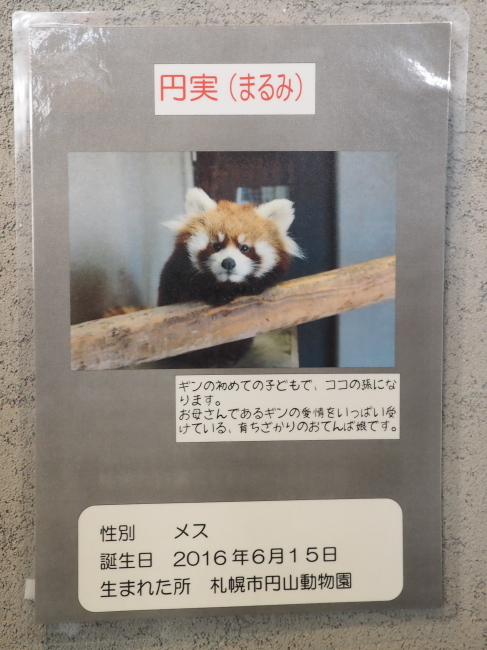 円実（まるみ）
ギンの初めての子どもで、ココの孫にな
ります。
お母さんであるギンの愛情をいっぱい受
けている、育ちざかりのおてんば娘です。
性別　メス
誕生日　２０１６年６月１５日
生まれた所　札幌市円山動物園